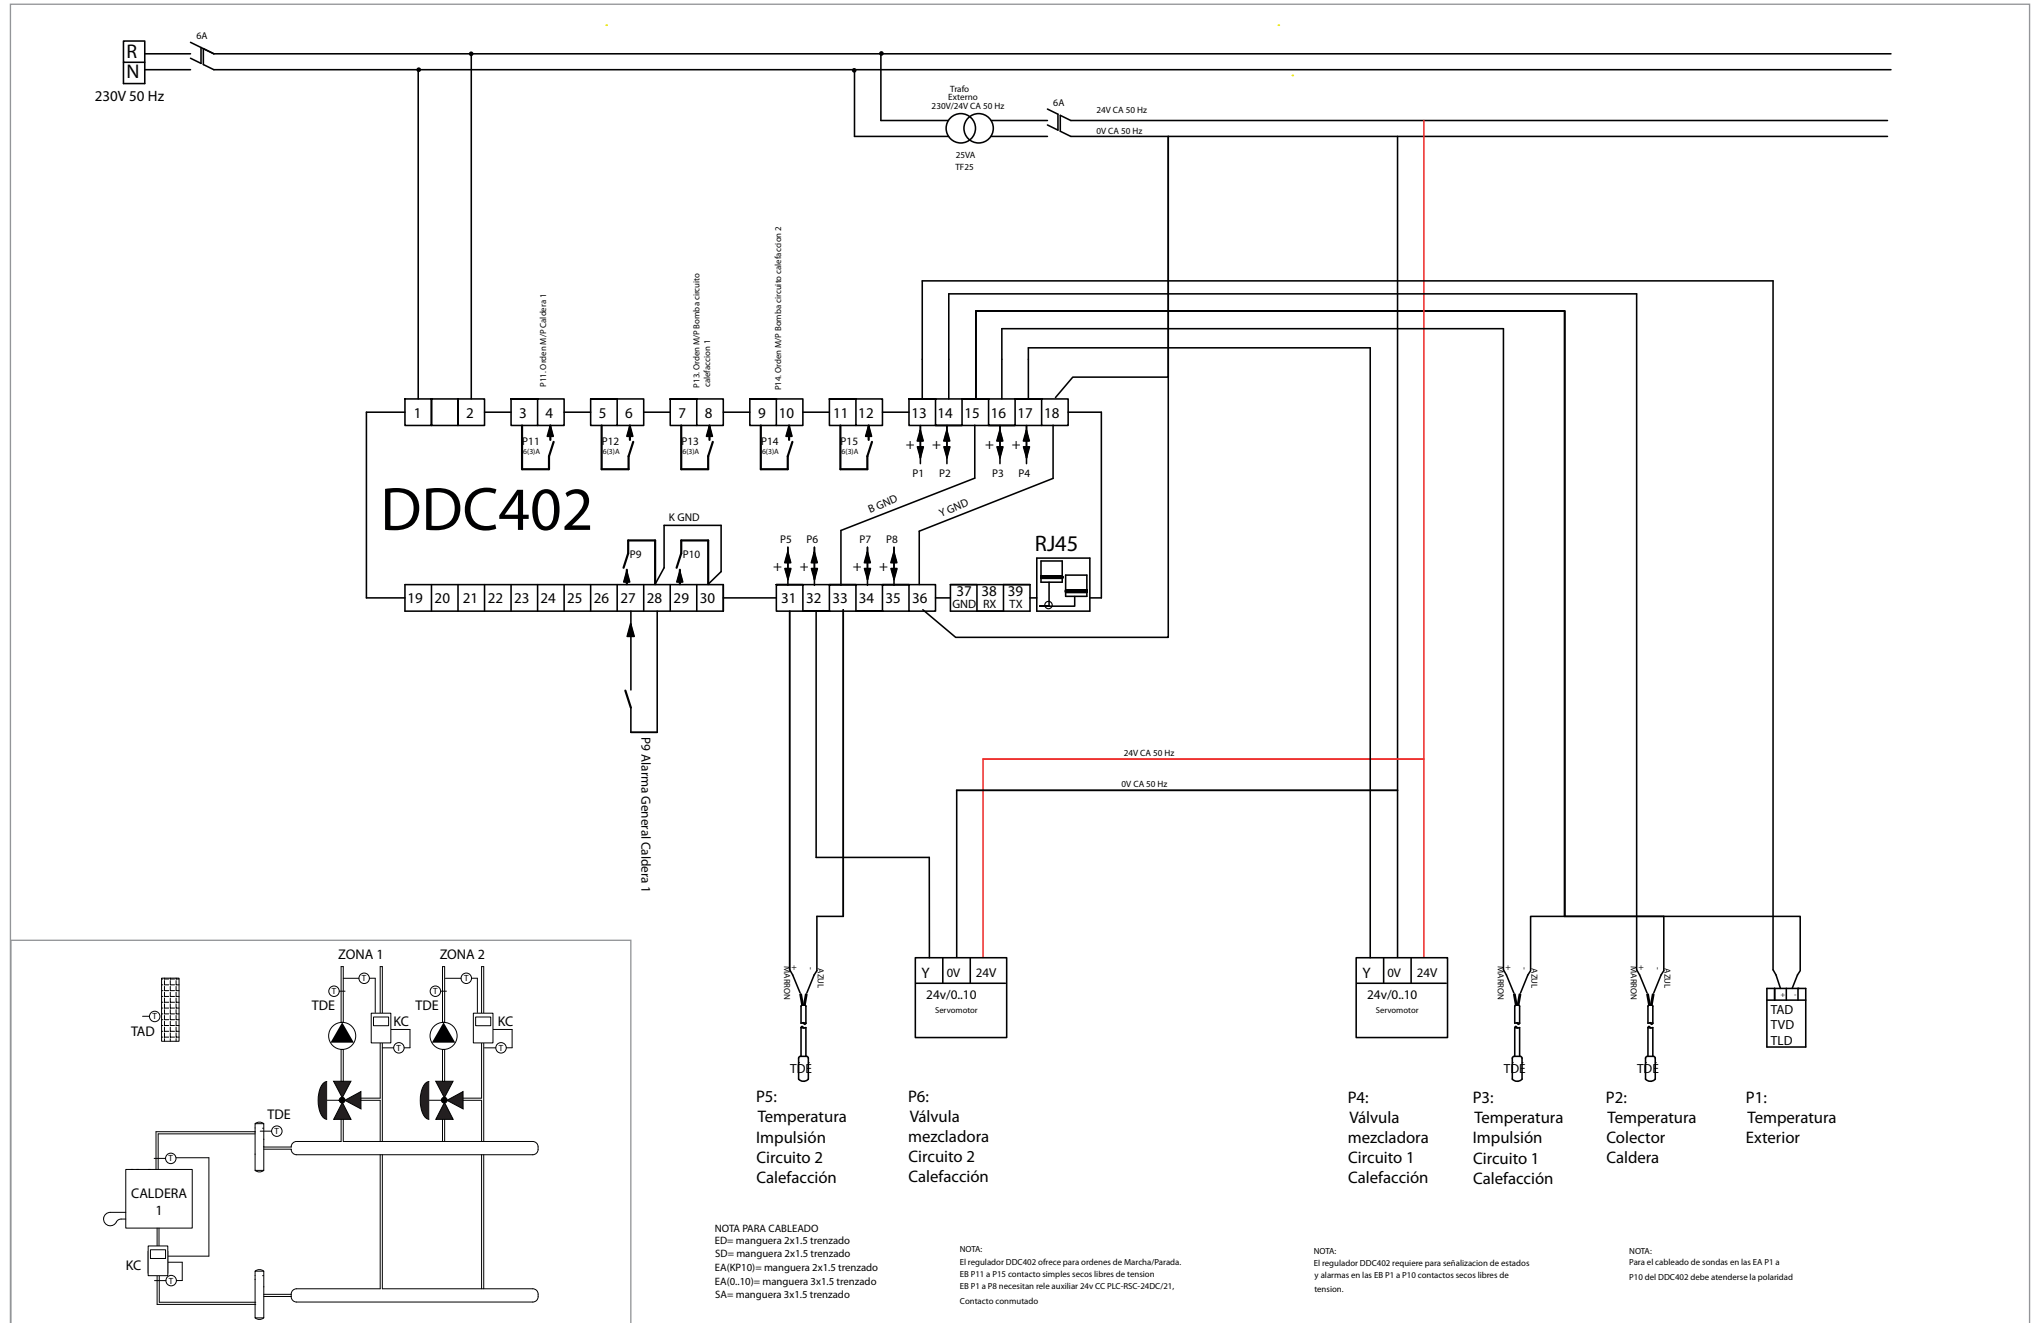 R
N
230V 50 Hz
6A
Trafo
Externo
230V/24V CA 50 Hz
25VA
TF25
6A
24V CA 50 Hz
0V CA 50 Hz
P11. Orden M/P Caldera 1
P13. Orden M/P Bomba circuito
calefaccion 1
P14. Orden M/P Bomba circuito calefaccion 2
1 2 3 4 5 6 7 8 9 10 11 12 13 14 15 16 17 18
P11
6(3)A
P12
6(3)A
P13
6(3)A
P14
6(3)A
P15
6(3)A
+ + + +
P1 P2 P3 P4
DDC402
B GND
Y GND
K GND
P9 P10
P5 P6 P7 P8
+ + + +
RJ45
19 20 21 22 23 24 25 26 27 28 29 30 31 32 33 34 35 36
37
GND
38
RX
39
TX
P9 Alarma General Caldera 1
24V CA 50 Hz
0V CA 50 Hz
MARRON + - AZUL
TDE
Y 0V 24V
24v/0..10
Servomotor
Y 0V 24V
24v/0..10
Servomotor
MARRON + - AZUL
TDE
MARRON + - AZUL
TDE
+ -
TAD
TVD
TLD
P5:
Temperatura
Impulsión
Circuito 2
Calefacción
P6:
Válvula
mezcladora
Circuito 2
Calefacción
P4:
Válvula
mezcladora
Circuito 1
Calefacción
P3:
Temperatura
Impulsión
Circuito 1
Calefacción
P2:
Temperatura
Colector
Caldera
P1:
Temperatura
Exterior
ZONA 1 ZONA 2
T T
T T
TDE TDE
T
TAD
KC KC
T T
TDE
T
T
CALDERA
1
KC
T
NOTA PARA CABLEADO
ED= manguera 2x1.5 trenzado
SD= manguera 2x1.5 trenzado
EA(KP10)= manguera 2x1.5 trenzado
EA(0..10)= manguera 3x1.5 trenzado
SA= manguera 3x1.5 trenzado
NOTA:
El regulador DDC402 ofrece para ordenes de Marcha/Parada.
EB P11 a P15 contacto simples secos libres de tension
EB P1 a P8 necesitan rele auxiliar 24v CC PLC-RSC-24DC/21,
Contacto conmutado
NOTA:
El regulador DDC402 requiere para señalizacion de estados
y alarmas en las EB P1 a P10 contactos secos libres de
tension.
NOTA:
Para el cableado de sondas en las EA P1 a
P10 del DDC402 debe atenderse la polaridad